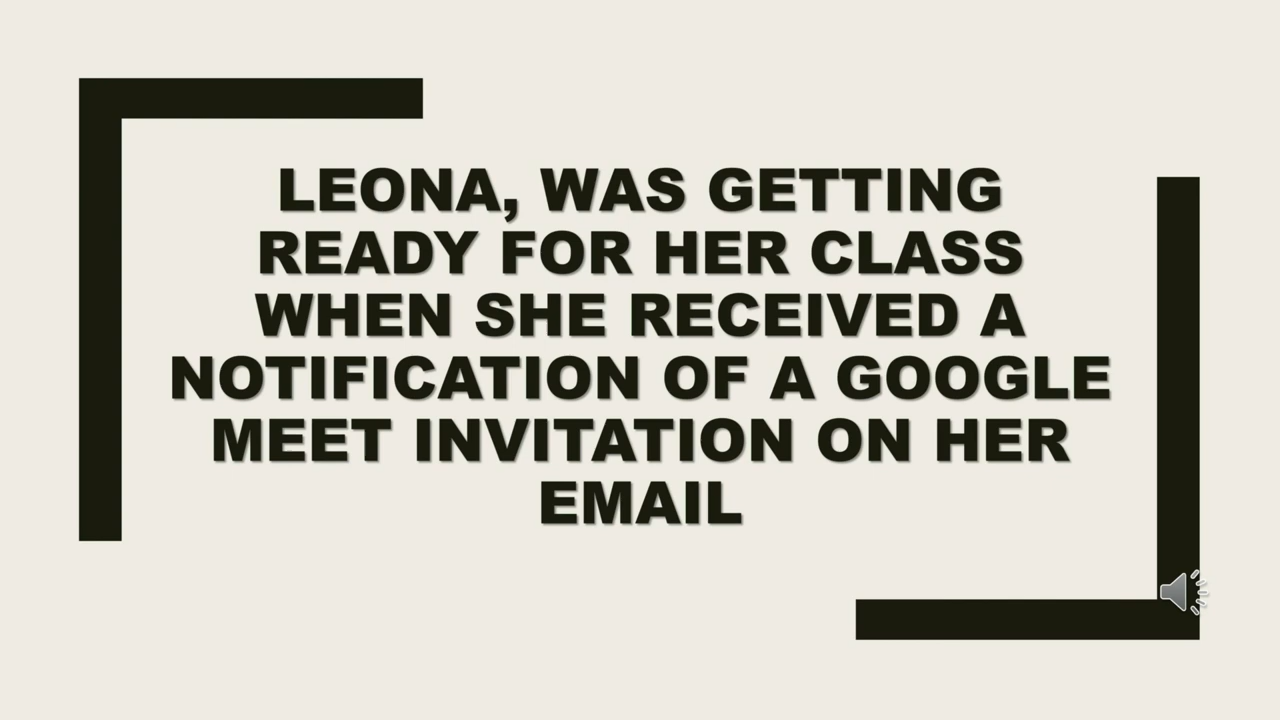 LEONA, WAS GETTING
READY FOR HER CLASS
WHEN SHE RECEIVED A
NOTIFICATION OF A GOOGLE
MEET INVITATION ON HER
EMAIL